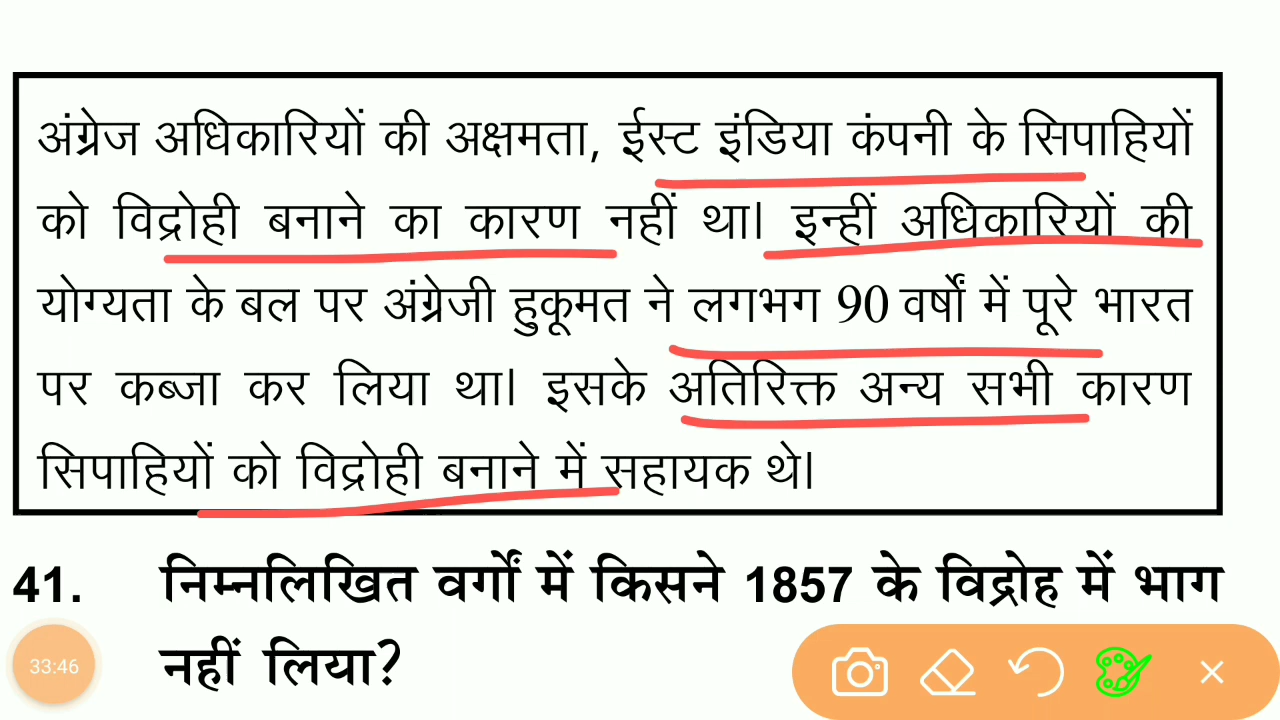 अंग्रेज अधिकारियों की अक्षमता, ईस्ट इंडिया कंपनी के सिपाहियों
को विद्रोही बनाने का कारण नहीं था। इन्हीं अधिकारियों की
योग्यता के बल पर अंग्रेजी हुकूमत ने लगभग 90 वर्षों में पूरे भारत
पर कब्जा कर लिया था। इसके अतिरिक्त अन्य सभी कारण
सिपाहियों को विद्रोही बनाने में सहायक थे।
41. निम्नलिखित वर्गों में किसने 1857 के विद्रोह में भाग
नहीं लिया?
33:46